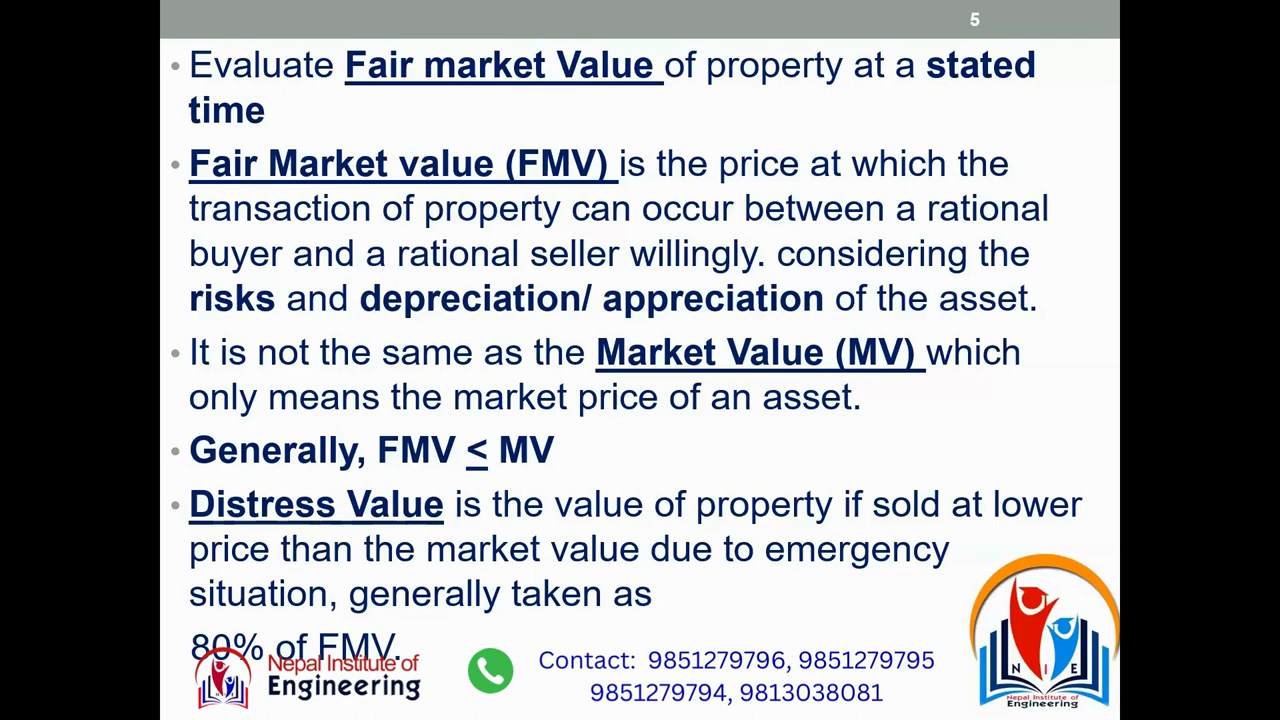 5
• Evaluate Fair market Value of property at a stated
time
• Fair Market value (FMV) is the price at which the
transaction of property can occur between a rational
buyer and a rational seller willingly. considering the
risks and depreciation/ appreciation of the asset.
• It is not the same as the Market Value (MV) which
only means the market price of an asset.
• Generally, FMV < MV
• Distress Value is the value of property if sold at lower
price than the market value due to emergency
situation, generally taken as
80% of FMV.
Nepal Institute of
Engineering
Contact: 9851279796, 9851279795
9851279794, 9813038081
N I E
Nepal Institute of
Engineering